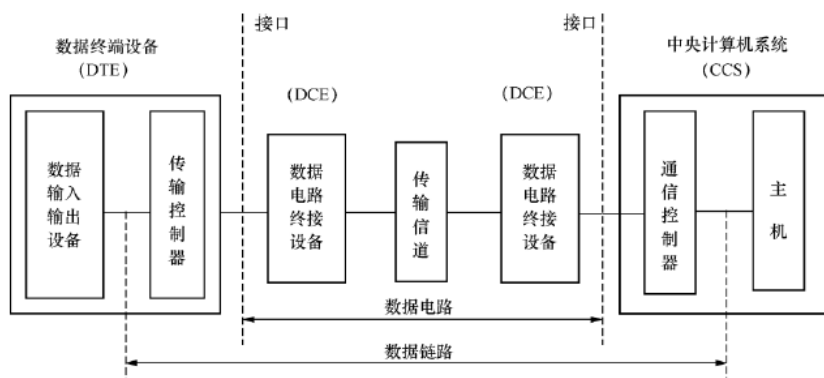 接口
接口
数据终端设备
(DTE)
中央计算机系统
(CCS)
(DCE)
(DCE)
数据
输入
输出
设备
传
输
控
制
器
数据
电路
终接
设备
传
输
信
道
数据
电路
终接
设备
通
信
控
制
器
主
机
数据电路
数据链路